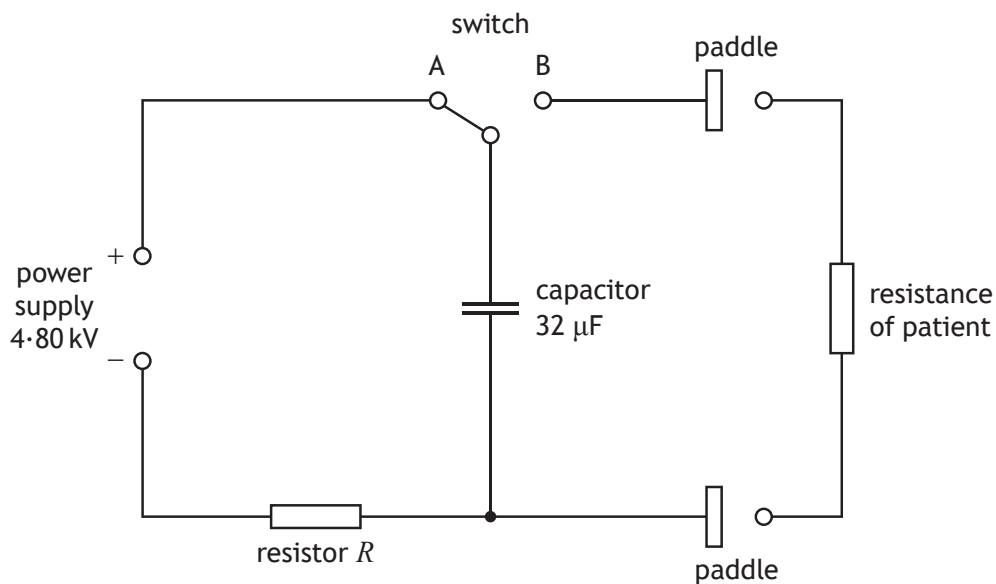 switch
A
B
paddle
+
power
supply
4·80 kV
−
capacitor
32 μF
resistance
of patient
resistor R
paddle